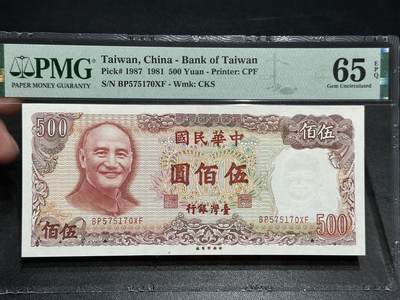 PMG
PAPER MONEY GUARANTY
Taiwan, China - Bank of Taiwan
Pick# 1987 1981 500 Yuan - Printer: CPF
S/N BP575170XF - Wmk: CKS
65 EPQ
Gem Uncirculated
500
中華民國
佰伍
圓佰伍
BP575170XF
行銀灣臺
BP575170XF
佰伍
500